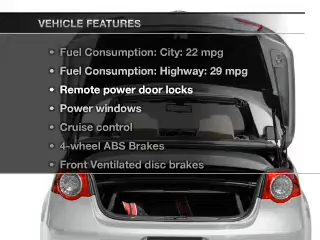 VEHICLE FEATURES
• Fuel Consumption: City: 22 mpg
• Fuel Consumption: Highway: 29 mpg
• Remote power door locks
• Power windows
• Cruise control
• 4-wheel ABS Brakes
• Front Ventilated disc brakes